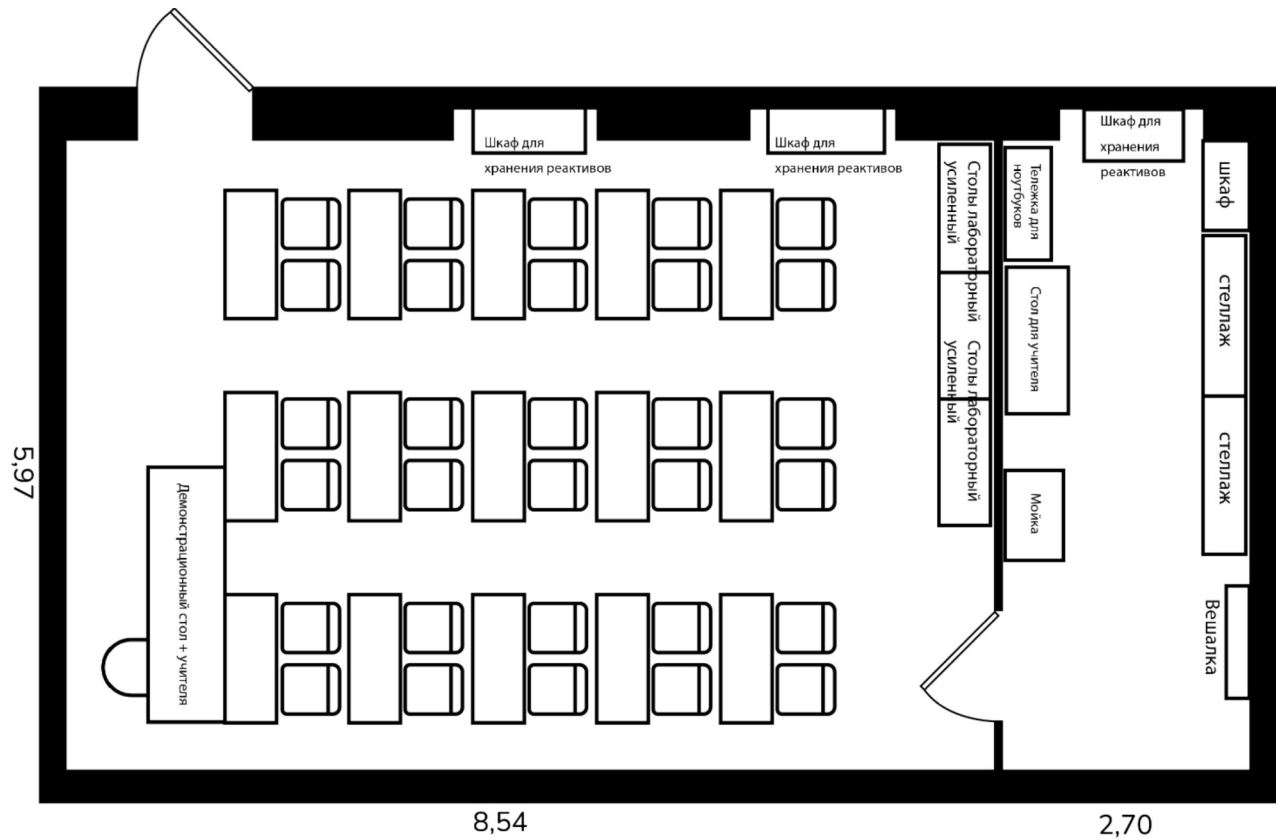 Шкаф для
хранения реактивов
Шкаф для
хранения реактивов
Шкаф для
хранения
реактивов
Столы лабораторный
усиленный
Столы лабораторный
усиленный
Тележка для
ноутбуков
шкаф
Стол для учителя
стеллаж
стеллаж
Мойка
Вешалка
Демонстрационный стол + учителя
5,97
8,54
2,70